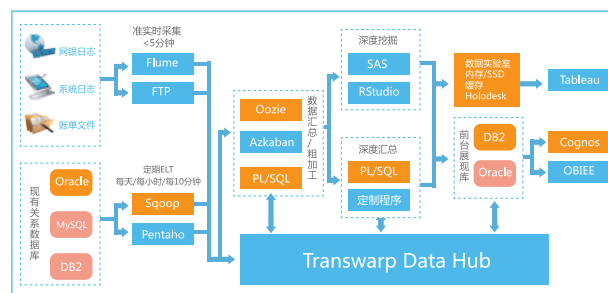 网银日志
系统日志
账单文件
准实时采集
<5分钟
Flume
FTP
现有关系数据库
Oracle
MySQL
DB2
定期ELT
每天/每小时/每10分钟
Sqoop
Pentaho
Oozie
Azkaban
PL/SQL
数据汇总/粗加工
深度挖掘
SAS
RStudio
深度汇总
PL/SQL
定制程序
数据实验室
内存/SSD
缓存
Holodesk
前台展现库
DB2
Oracle
Tableau
Cognos
OBIEE
Transwarp Data Hub